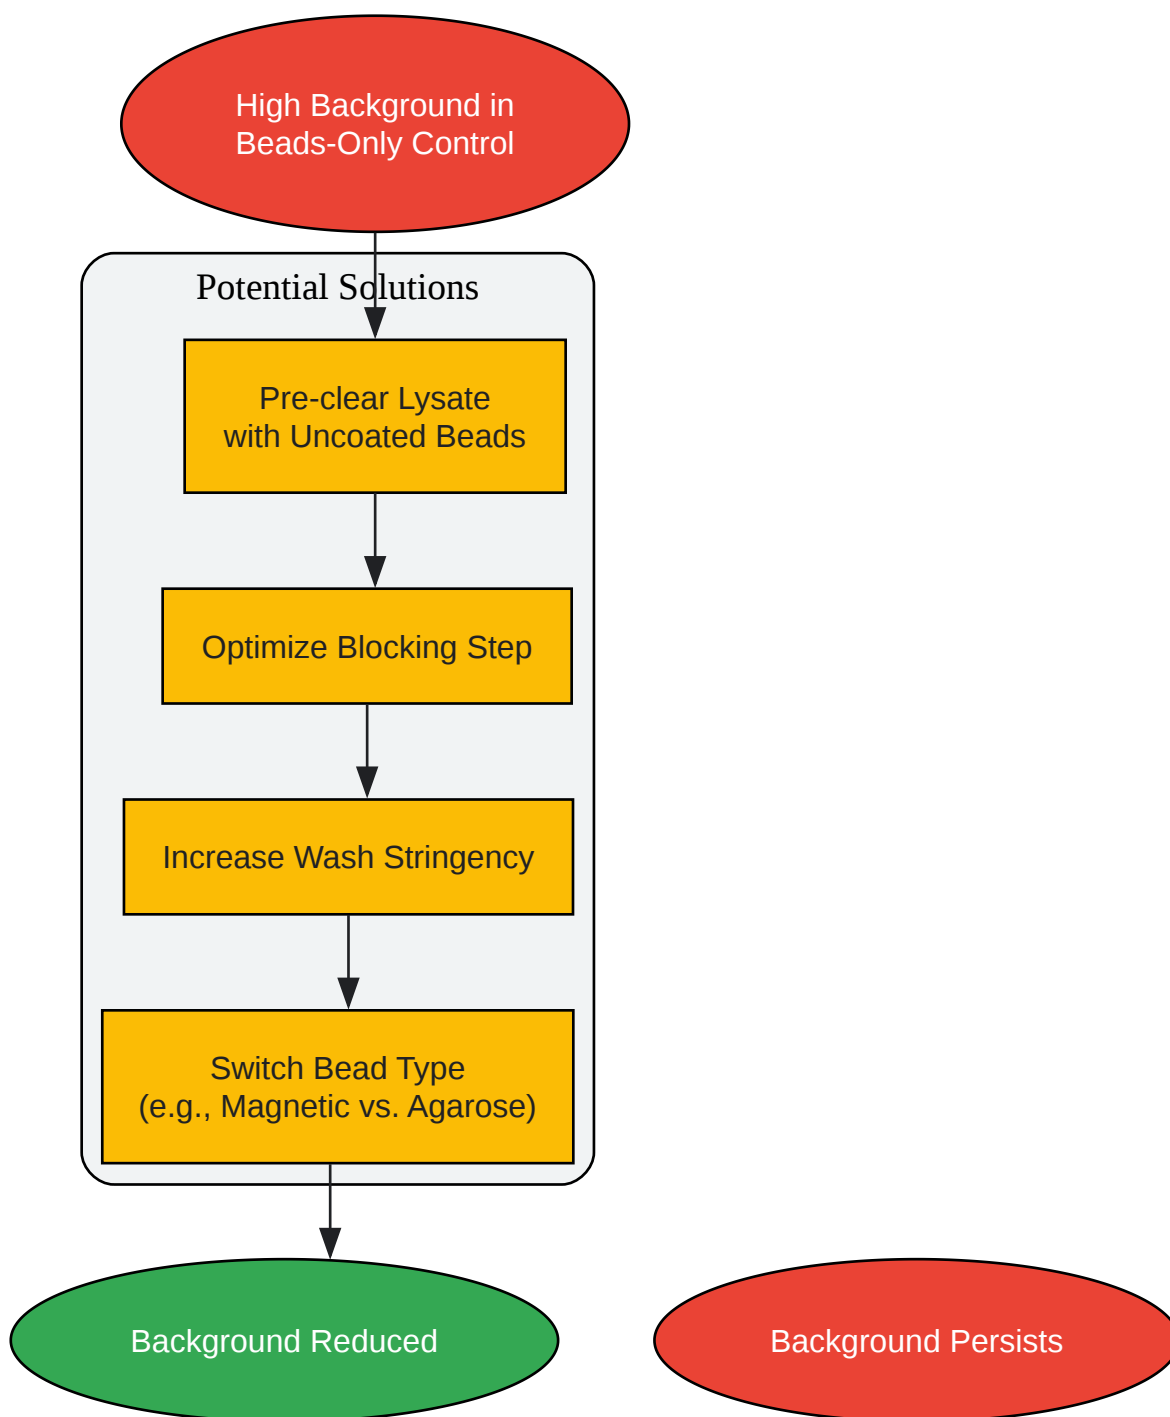 High Background in
Beads-Only Control
Potential Solutions
Pre-clear Lysate
with Uncoated Beads
Optimize Blocking Step
Increase Wash Stringency
Switch Bead Type
(e.g., Magnetic vs. Agarose)
Background Reduced
Background Persists